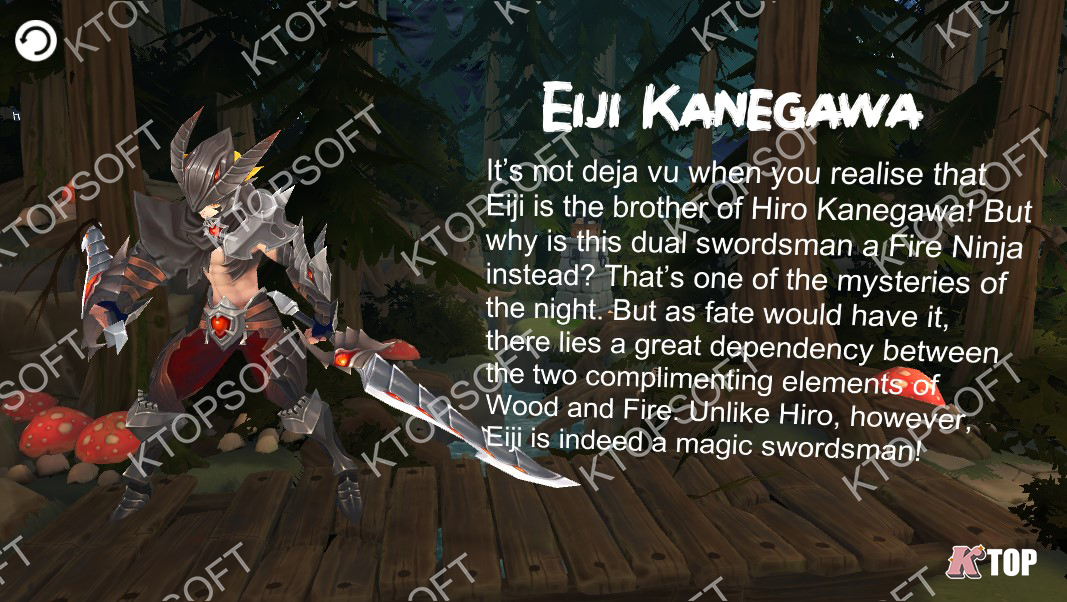 EIJI KANEGAWA
It's not deja vu when you realise that
Eiji is the brother of Hiro Kanegawa! But
why is this dual swordsman a Fire Ninja
instead? That's one of the mysteries of
the night. But as fate would have it,
there lies a great dependency between
the two complimenting elements of
Wood and Fire. Unlike Hiro, however,
Eiji is indeed a magic swordsman!
K TOP
KTOPSOFT
KTOPSOFT
KTOPSOFT
KTOPSOFT
KTOPSOFT
KTOPSOFT
KTOPSOFT
KTOPSOFT
KTOPSOFT
KTOPSOFT